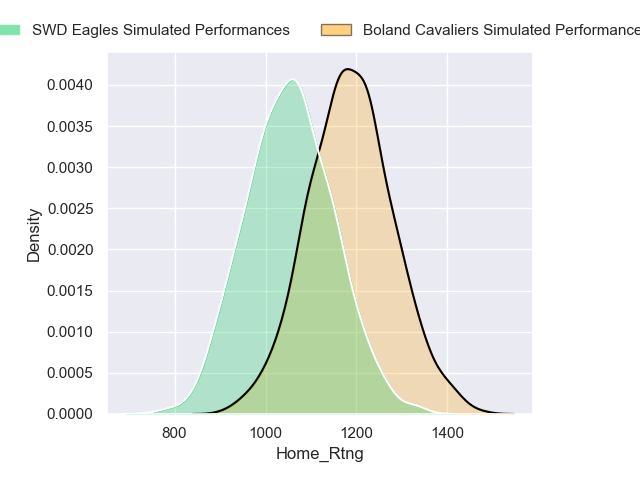 SWD Eagles Simulated Performances Boland Cavaliers Simulated Performance
0.0040
0.0035
0.0030
0.0025
0.0020
0.0015
0.0010
0.0005
0.0000
Density
800 1000 1200 1400
Home_Rtng